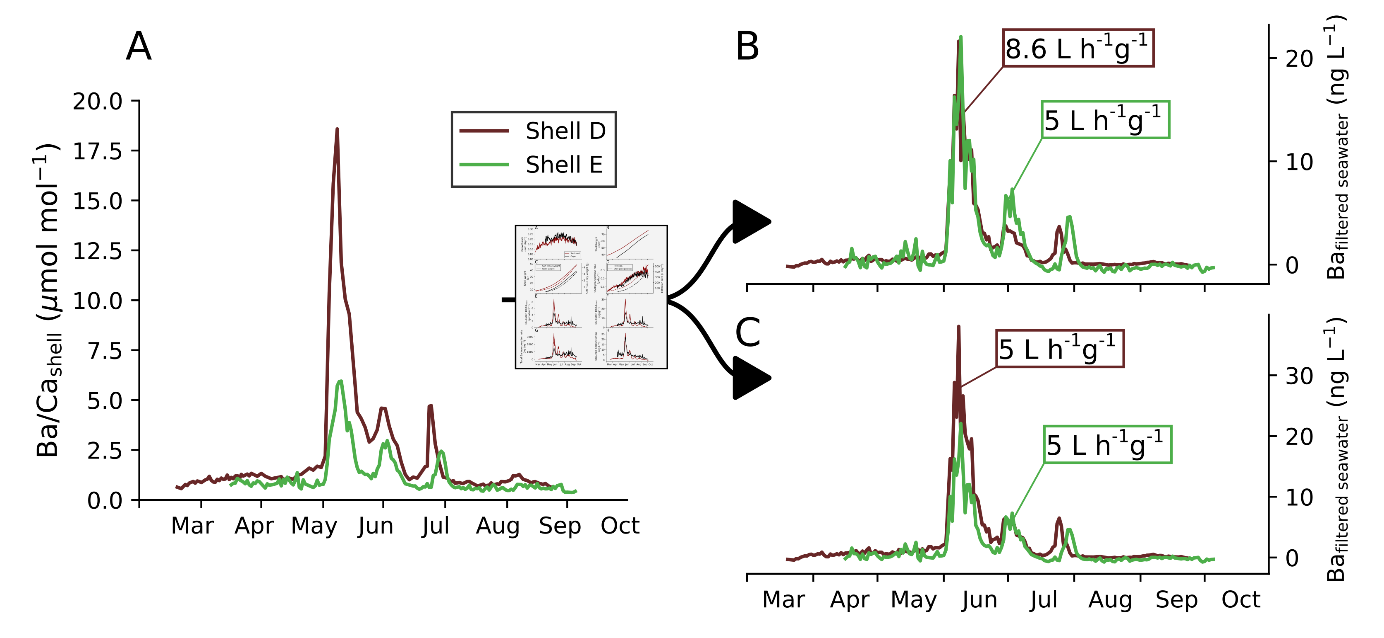 A
20.0
17.5
15.0
12.5
10.0
7.5
5.0
2.5
0.0
Ba/Ca_shell (μmol mol⁻¹)
Shell D
Shell E
Mar Apr May Jun Jul Aug Sep Oct
B
8.6 L h⁻¹g⁻¹
5 L h⁻¹g⁻¹
20
10
0
Ba_filtered seawater (ng L⁻¹)
C
5 L h⁻¹g⁻¹
5 L h⁻¹g⁻¹
30
20
10
0
Ba_filtered seawater (ng L⁻¹)
Mar Apr May Jun Jul Aug Sep Oct